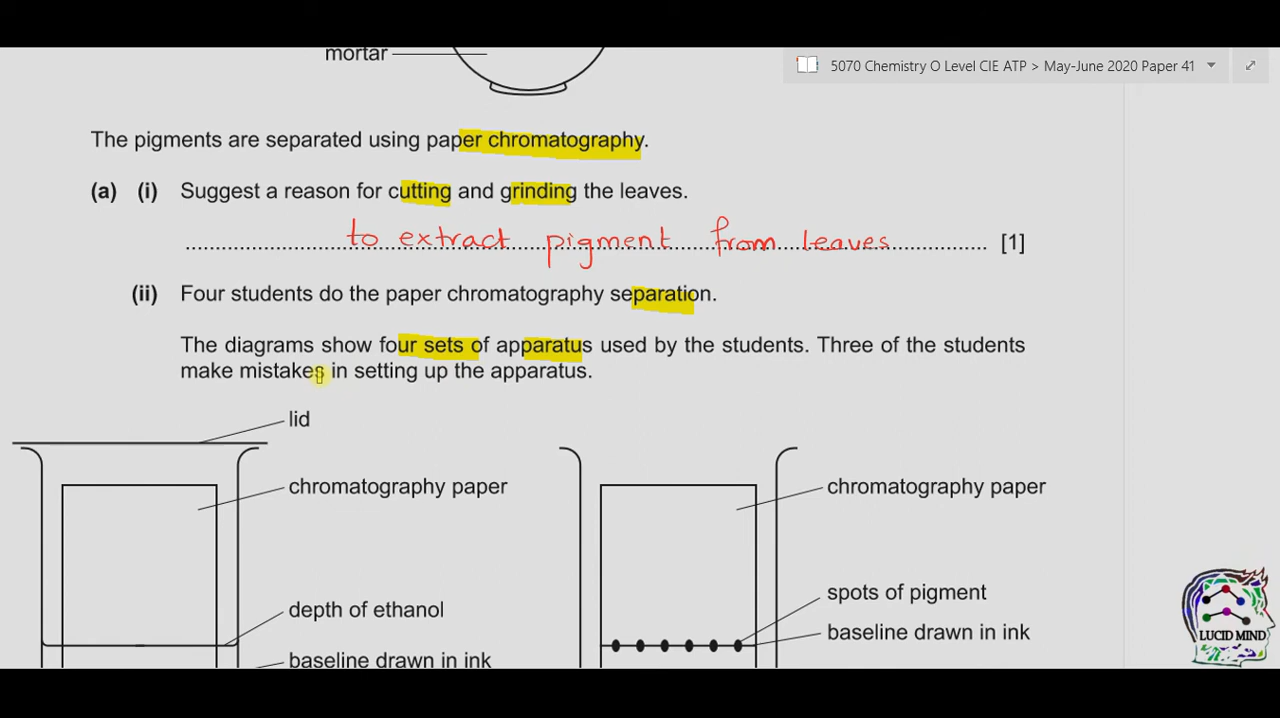 mortar
5070 Chemistry O Level CIE ATP > May-June 2020 Paper 41
The pigments are separated using paper chromatography.
(a) (i) Suggest a reason for cutting and grinding the leaves.
to extract pigment from leaves [1]
(ii) Four students do the paper chromatography separation.
The diagrams show four sets of apparatus used by the students. Three of the students
make mistakes in setting up the apparatus.
lid
chromatography paper
chromatography paper
spots of pigment
depth of ethanol
baseline drawn in ink
baseline drawn in ink
LUCID MIND